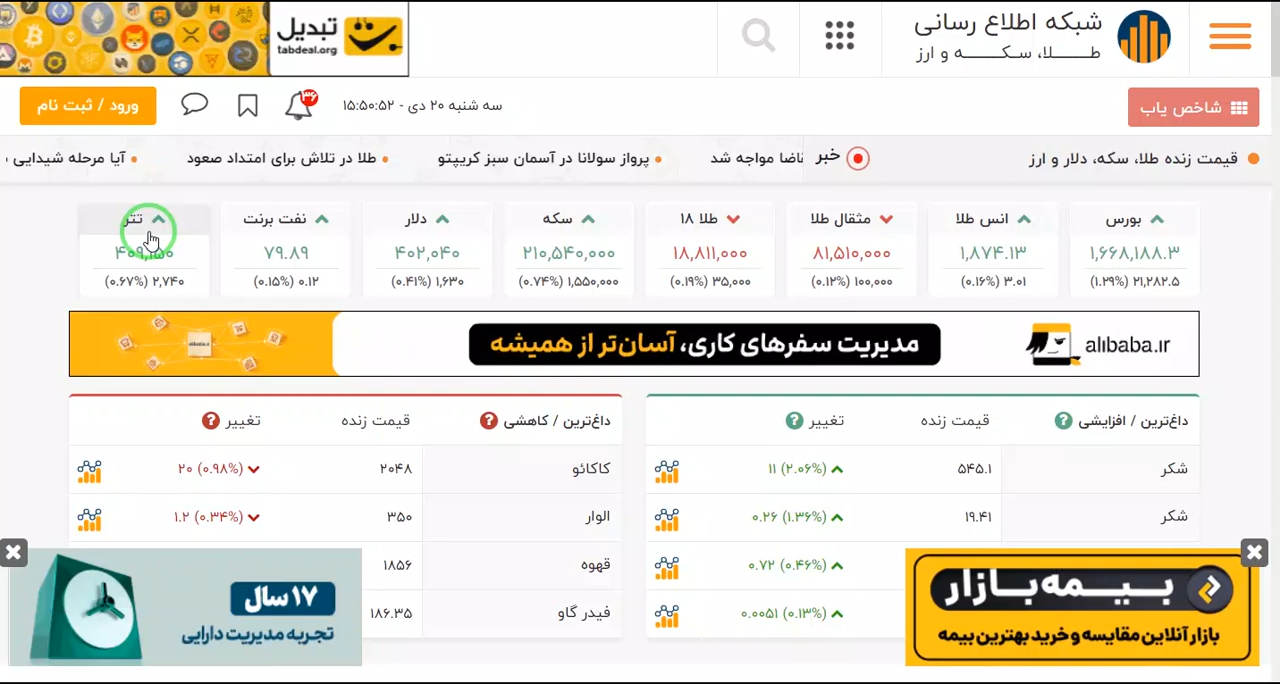 شبکه اطلاع رسانی
طلا، سکه و ارز
تبدیل
tabdeal.org
شاخص یاب
سه شنبه ۲۰ دی - ۱۵:۵۰:۵۲
۳۶
ورود / ثبت نام
قیمت زنده طلا، سکه، دلار و ارز
خبر
تقاضا مواجه شد
پرواز سولانا در آسمان سبز کریپتو
طلا در تلاش برای امتداد صعود
آیا مرحله شیدایی
بورس
۱,۶۶۸,۱۸۸.۳
(۱.۲۹%) ۲۱,۲۸۲.۵
انس طلا
۱,۸۷۴.۱۳
(۰.۱۶%) ۳.۰۱
مثقال طلا
۸۱,۵۱۰,۰۰۰
(۰.۱۲%) ۱۰۰,۰۰۰
طلا ۱۸
۱۸,۸۱۱,۰۰۰
(۰.۱۹%) ۳۵,۰۰۰
سکه
۲۱۰,۵۴۰,۰۰۰
(۰.۷۴%) ۱,۵۵۰,۰۰۰
دلار
۴۰۲,۰۴۰
(۰.۴۱%) ۱,۶۳۰
نفت برنت
۷۹.۸۹
(۰.۱۵%) ۰.۱۲
تتر
۴۰۹,۱۵۰
(۰.۶۷%) ۲,۷۴۰
alibaba.ir
مدیریت سفرهای کاری، آسان‌تر از همیشه
داغ‌ترین / افزایشی
قیمت زنده
تغییر
شکر
۵۴۵.۱
۱۱ (۲.۰۶%)
شکر
۱۹.۴۱
۰.۲۶ (۱.۳۶%)
۰.۷۲ (۰.۴۶%)
۰.۰۰۵۱ (۰.۱۳%)
داغ‌ترین / کاهشی
قیمت زنده
تغییر
کاکائو
۲۰۴۸
۲۰ (۰.۹۸%)
الوار
۳۵۰
۱.۲ (۰.۳۴%)
قهوه
۱۸۵۶
فیدر گاو
۱۸۶.۳۵
بیمه‌بازار
بازار آنلاین مقایسه و خرید بهترین بیمه
۱۷ سال
تجربه مدیریت دارایی